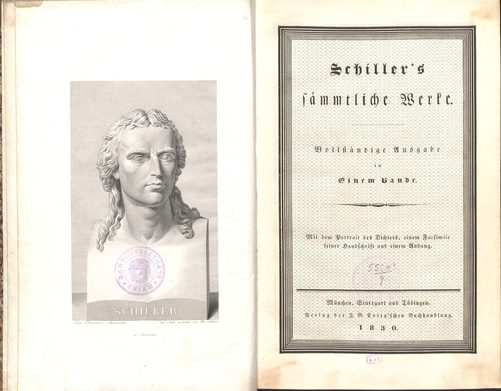 SCHILLER.
Schiller's
sämmtliche Werke.
Vollständige Ausgabe
in
Einem Bande.
Mit dem Portrait des Dichters, einem Facsimile
seiner Handschrift und einem Anhang.
München, Stuttgart und Tübingen.
Verlag der J. G. Cotta'schen Buchhandlung.
1830.